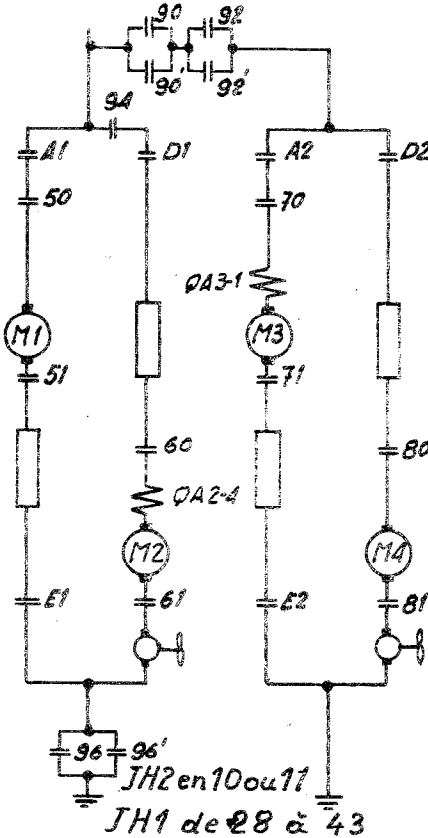 90 92
90' 92'
94
A1 D1 A2 D2
50 70
QA3-1
M1 M3
51 71
60 80
QA2-4
M2 M4
E1 61 E2 81
96 96'
JH2 en 10 ou 11
JH1 de 28 à 43